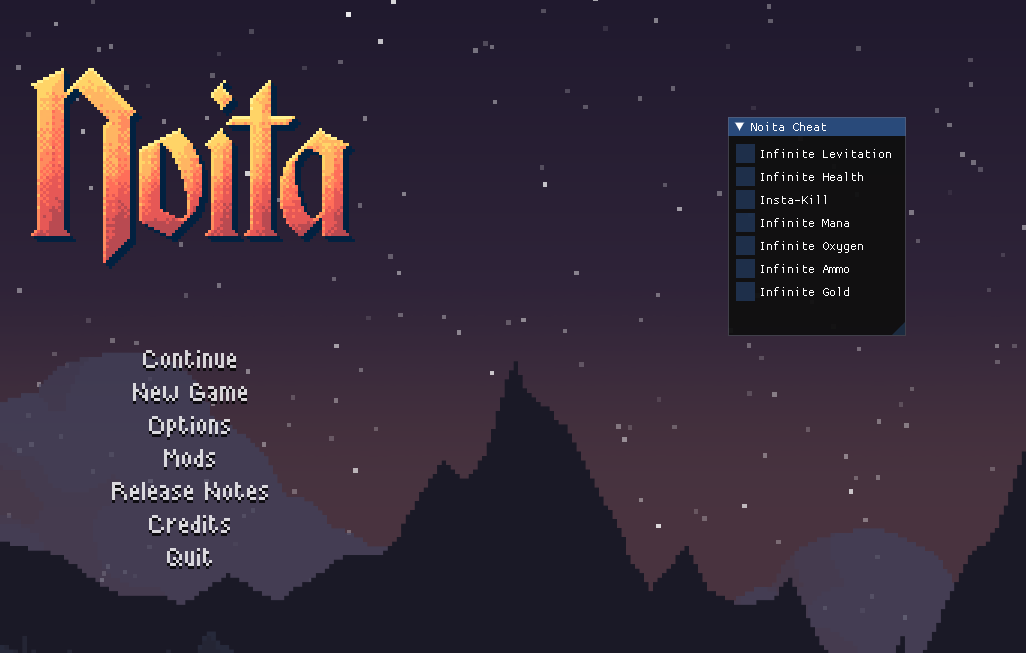 Noita
Noita Cheat
Infinite Levitation
Infinite Health
Insta-Kill
Infinite Mana
Infinite Oxygen
Infinite Ammo
Infinite Gold
Continue
New Game
Options
Mods
Release Notes
Credits
Quit